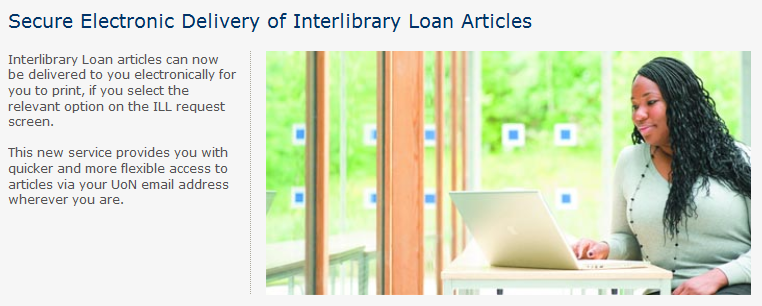 Secure Electronic Delivery of Interlibrary Loan Articles
Interlibrary Loan articles can now
be delivered to you electronically for
you to print, if you select the
relevant option on the ILL request
screen.
This new service provides you with
quicker and more flexible access to
articles via your UoN email address
wherever you are.